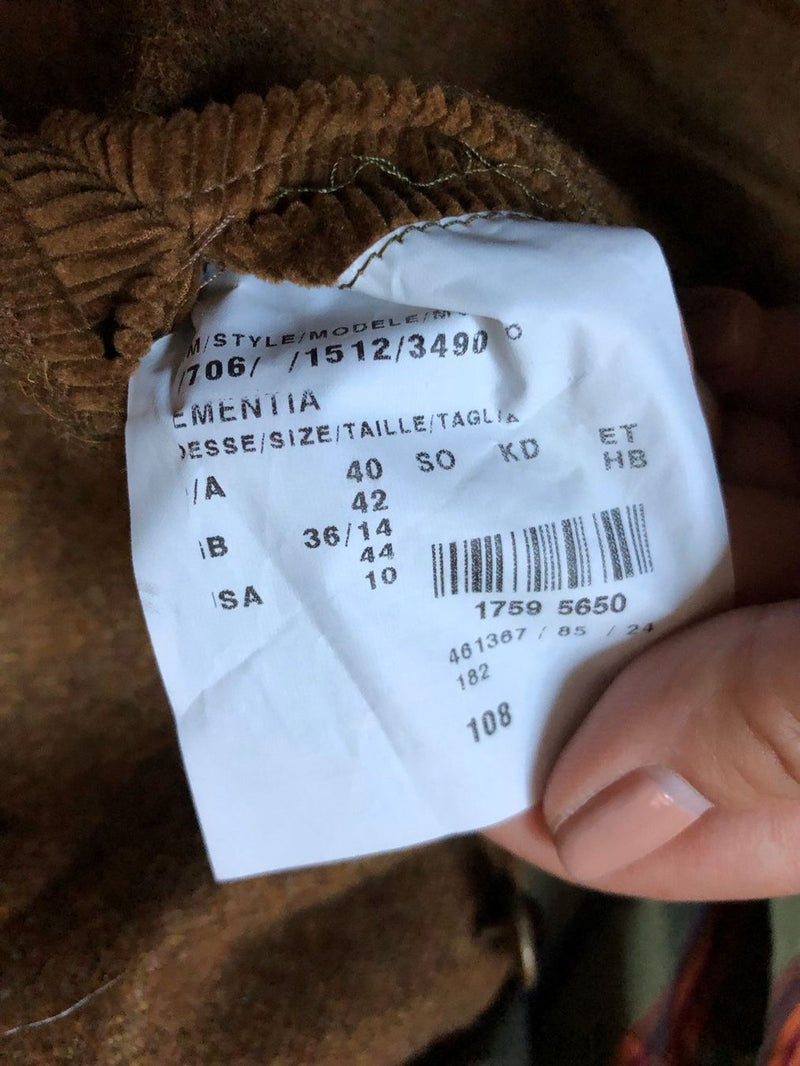 M/STYLE/MODELE/M
/706/ /1512/3490
EMENTIA
ESSE/SIZE/TAILLE/TAGLIA
/A 40 SO KD ET
42 HB
B 36/14
44
SA 10
1759 5650
461367 / 85 / 24
182
108